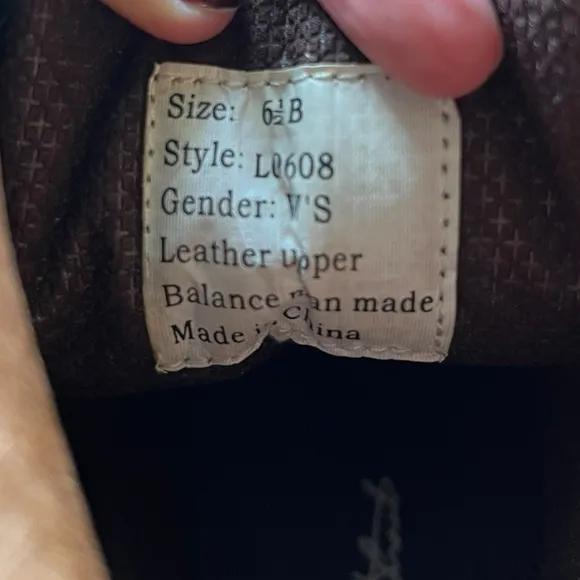 Size: 6½B
Style: L0608
Gender: V'S
Leather upper
Balance man made
Made in China